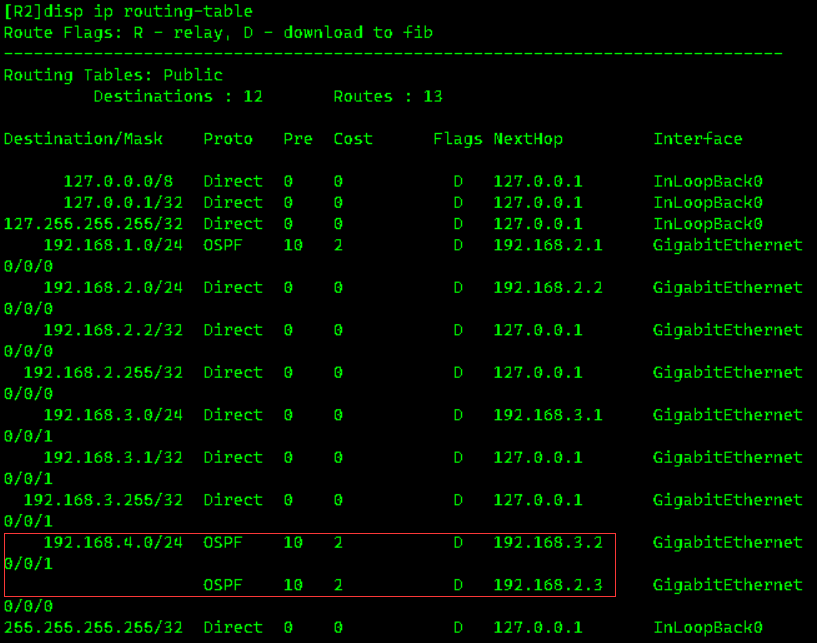 [R2]disp ip routing-table
Route Flags: R - relay, D - download to fib
------------------------------------------------------------------------------
Routing Tables: Public
         Destinations : 12       Routes : 13
Destination/Mask    Proto   Pre  Cost      Flags NextHop         Interface
      127.0.0.0/8   Direct  0    0           D   127.0.0.1       InLoopBack0
      127.0.0.1/32  Direct  0    0           D   127.0.0.1       InLoopBack0
127.255.255.255/32  Direct  0    0           D   127.0.0.1       InLoopBack0
    192.168.1.0/24  OSPF    10   2           D   192.168.2.1     GigabitEthernet
0/0/0
    192.168.2.0/24  Direct  0    0           D   192.168.2.2     GigabitEthernet
0/0/0
    192.168.2.2/32  Direct  0    0           D   127.0.0.1       GigabitEthernet
0/0/0
  192.168.2.255/32  Direct  0    0           D   127.0.0.1       GigabitEthernet
0/0/0
    192.168.3.0/24  Direct  0    0           D   192.168.3.1     GigabitEthernet
0/0/1
    192.168.3.1/32  Direct  0    0           D   127.0.0.1       GigabitEthernet
0/0/1
  192.168.3.255/32  Direct  0    0           D   127.0.0.1       GigabitEthernet
0/0/1
    192.168.4.0/24  OSPF    10   2           D   192.168.3.2     GigabitEthernet
0/0/1
                    OSPF    10   2           D   192.168.2.3     GigabitEthernet
0/0/0
255.255.255.255/32  Direct  0    0           D   127.0.0.1       InLoopBack0